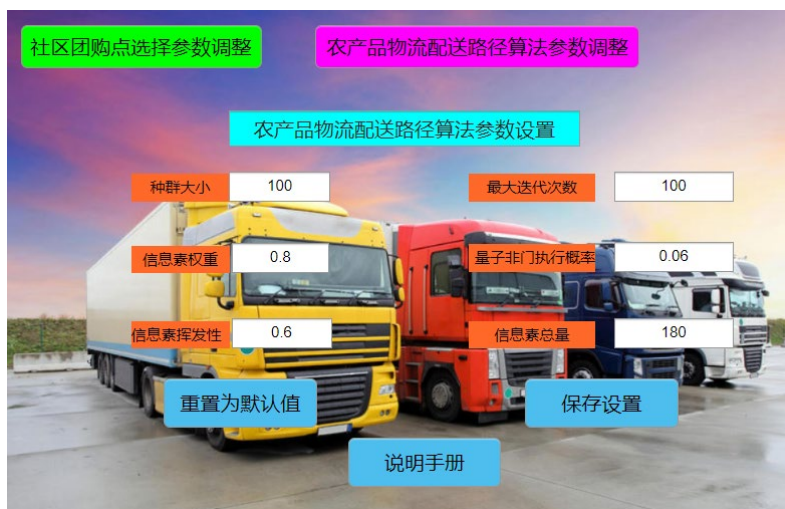 社区团购点选择参数调整
农产品物流配送路径算法参数调整
农产品物流配送路径算法参数设置
种群大小 100
最大迭代次数 100
信息素权重 0.8
量子非门执行概率 0.06
信息素挥发性 0.6
信息素总量 180
重置为默认值
保存设置
说明手册